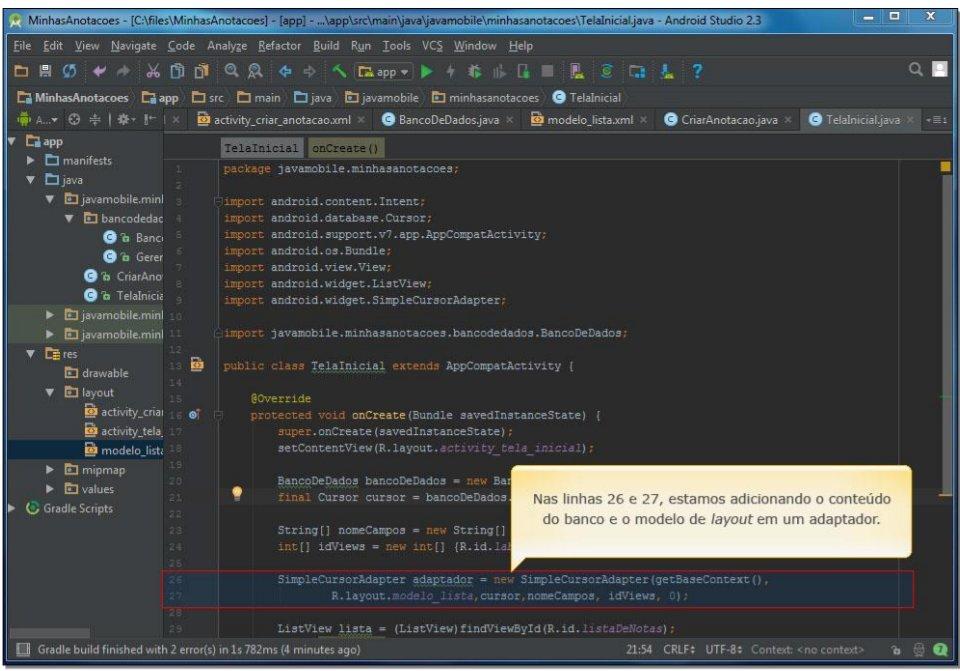 MinhasAnotacoes - [C:\files\MinhasAnotacoes] - [app] - ...\app\src\main\java\javamobile\minhasanotacoes\TelaInicial.java - Android Studio 2.3
File Edit View Navigate Code Analyze Refactor Build Run Tools VCS Window Help
app
MinhasAnotacoes app src main java javamobile minhasanotacoes TelaInicial
A... activity_criar_anotacao.xml BancoDeDados.java modelo_lista.xml CriarAnotacao.java TelaInicial.java
app
manifests
java
javamobile.minl
bancodedac
Banc
Gerer
CriarAno
TelaInicia
javamobile.minl
javamobile.minl
res
drawable
layout
activity_criar
activity_tela_
modelo_lista
mipmap
values
Gradle Scripts
TelaInicial onCreate()
1 package javamobile.minhasanotacoes;
2
3 import android.content.Intent;
4 import android.database.Cursor;
5 import android.support.v7.app.AppCompatActivity;
6 import android.os.Bundle;
7 import android.view.View;
8 import android.widget.ListView;
9 import android.widget.SimpleCursorAdapter;
10
11 import javamobile.minhasanotacoes.bancodedados.BancoDeDados;
12
13 public class TelaInicial extends AppCompatActivity {
14
15 @Override
16 protected void onCreate(Bundle savedInstanceState) {
17 super.onCreate(savedInstanceState);
18 setContentView(R.layout.activity_tela_inicial);
19
20 BancoDeDados bancoDeDados = new Ban
21 final Cursor cursor = bancoDeDados.
22
23 String[] nomeCampos = new String[]
24 int[] idViews = new int[] {R.id.la
25
26 SimpleCursorAdapter adaptador = new SimpleCursorAdapter(getBaseContext(),
27 R.layout.modelo_lista,cursor,nomeCampos, idViews, 0);
28
29 ListView lista = (ListView)findViewById(R.id.listaDeNotas);
Nas linhas 26 e 27, estamos adicionando o conteúdo
do banco e o modelo de layout em um adaptador.
Gradle build finished with 2 error(s) in 1s 782ms (4 minutes ago) 21:54 CRLF UTF-8 Context: <no context>